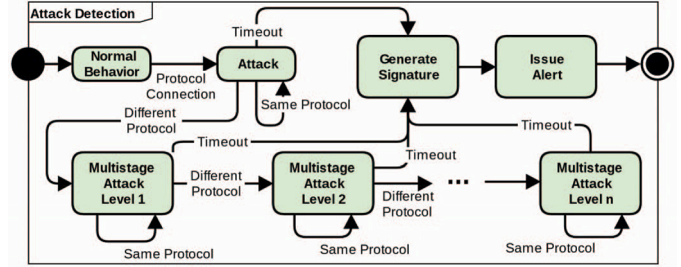 Attack Detection
Timeout
Normal
Behavior
Protocol
Connection
Attack
Same Protocol
Generate
Signature
Issue
Alert
Different
Protocol
Timeout
Timeout
Timeout
Multistage
Attack
Level 1
Different
Protocol
Multistage
Attack
Level 2
Different
Protocol
...
Multistage
Attack
Level n
Same Protocol
Same Protocol
Same Protocol